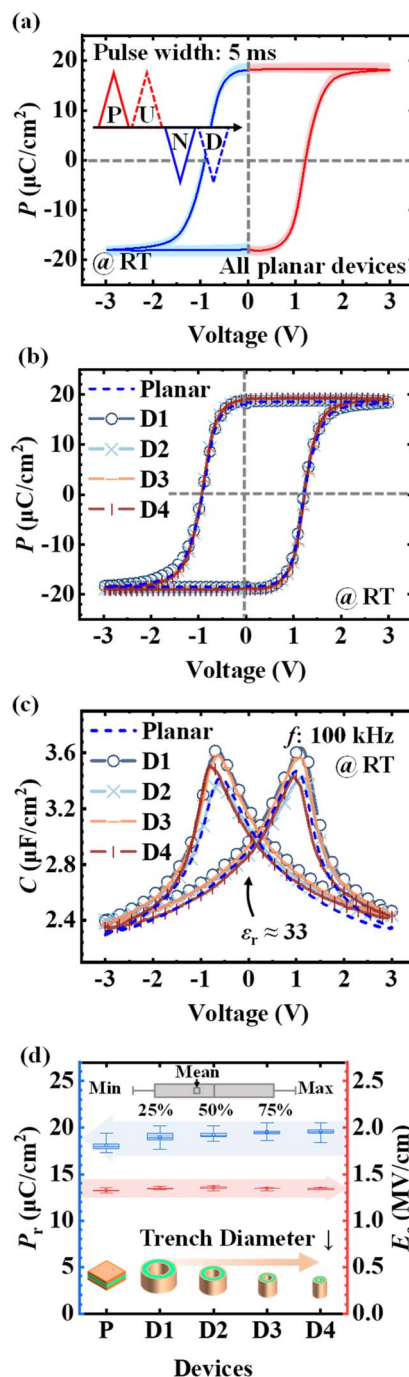 (a)
20
10
0
-10
-20
P (μC/cm²)
Pulse width: 5 ms
P
U
N
D
@ RT
All planar devices
-3 -2 -1 0 1 2 3
Voltage (V)
(b)
20
10
0
-10
-20
P (μC/cm²)
Planar
D1
D2
D3
D4
@ RT
-3 -2 -1 0 1 2 3
Voltage (V)
(c)
3.6
3.2
2.8
2.4
C (μF/cm²)
Planar
D1
D2
D3
D4
f: 100 kHz
@ RT
εr ≈ 33
-3 -2 -1 0 1 2 3
Voltage (V)
(d)
25
20
15
10
5
0
Pr (μC/cm²)
Mean
Min
Max
25% 50% 75%
Trench Diameter ↓
2.5
2.0
1.5
1.0
0.5
0.0
(MV/cm)
P D1 D2 D3 D4
Devices